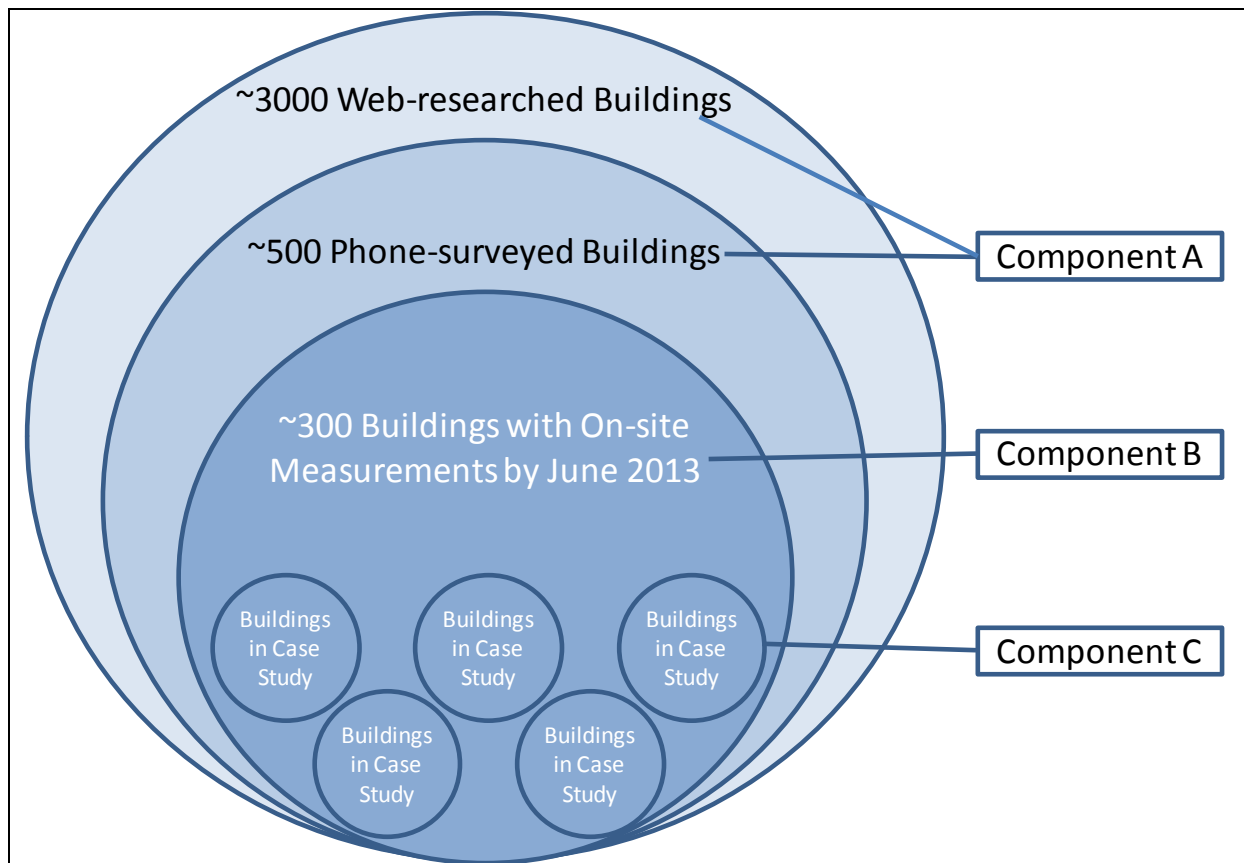 ~3000 Web-researched Buildings
~500 Phone-surveyed Buildings
Component A
~300 Buildings with On-site
Measurements by June 2013
Component B
Buildings
in Case
Study
Buildings
in Case
Study
Buildings
in Case
Study
Component C
Buildings
in Case
Study
Buildings
in Case
Study